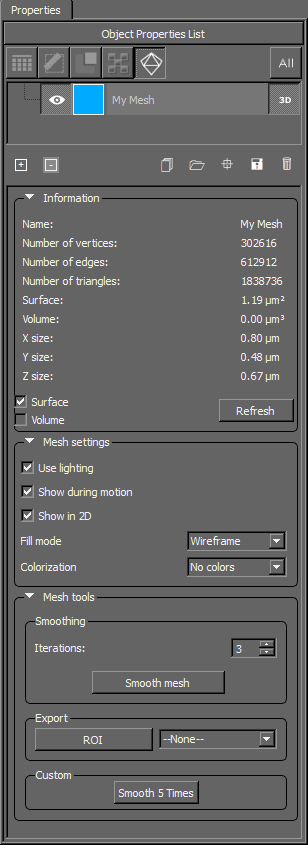 Properties
Object Properties List
All
My Mesh 3D
Information
Name: My Mesh
Number of vertices: 302616
Number of edges: 612912
Number of triangles: 1838736
Surface: 1.19 µm²
Volume: 0.00 µm³
X size: 0.80 µm
Y size: 0.48 µm
Z size: 0.67 µm
Surface
Volume
Refresh
Mesh settings
Use lighting
Show during motion
Show in 2D
Fill mode Wireframe
Colorization No colors
Mesh tools
Smoothing
Iterations: 3
Smooth mesh
Export
ROI --None--
Custom
Smooth 5 Times